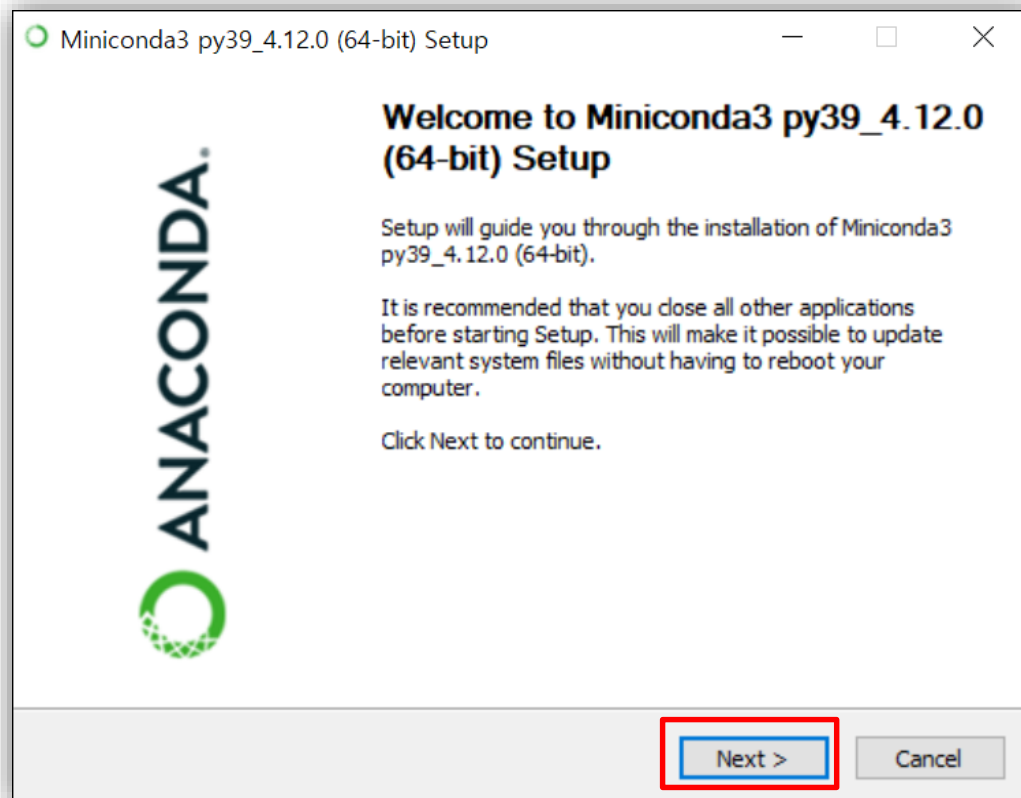 Miniconda3 py39_4.12.0 (64-bit) Setup
Welcome to Miniconda3 py39_4.12.0
(64-bit) Setup
Setup will guide you through the installation of Miniconda3
py39_4.12.0 (64-bit).
It is recommended that you close all other applications
before starting Setup. This will make it possible to update
relevant system files without having to reboot your
computer.
Click Next to continue.
ANACONDA.
Next >
Cancel